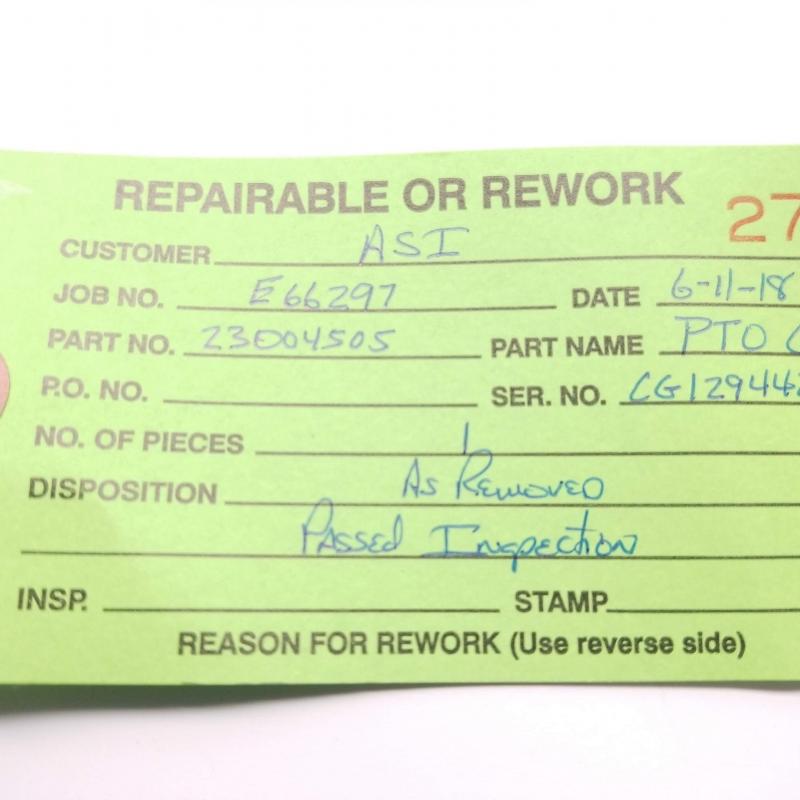 REPAIRABLE OR REWORK
27
CUSTOMER ASI
JOB NO. E66297 DATE 6-11-18
PART NO. 23004505 PART NAME PTO
P.O. NO. SER. NO. CG129442
NO. OF PIECES 1
DISPOSITION As Removed
Passed Inspection
INSP. STAMP
REASON FOR REWORK (Use reverse side)